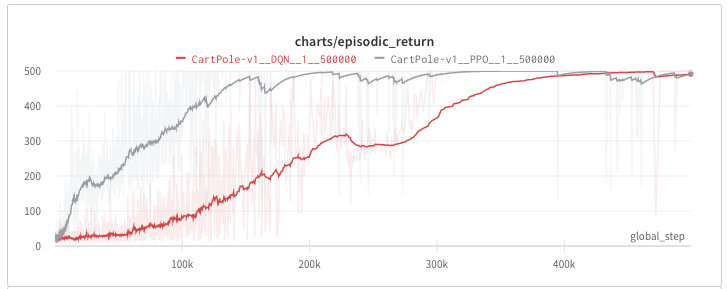 charts/episodic_return
CartPole-v1__DQN__1__500000 CartPole-v1__PPO__1__500000
500
400
300
200
100
0
global_step
100k 200k 300k 400k